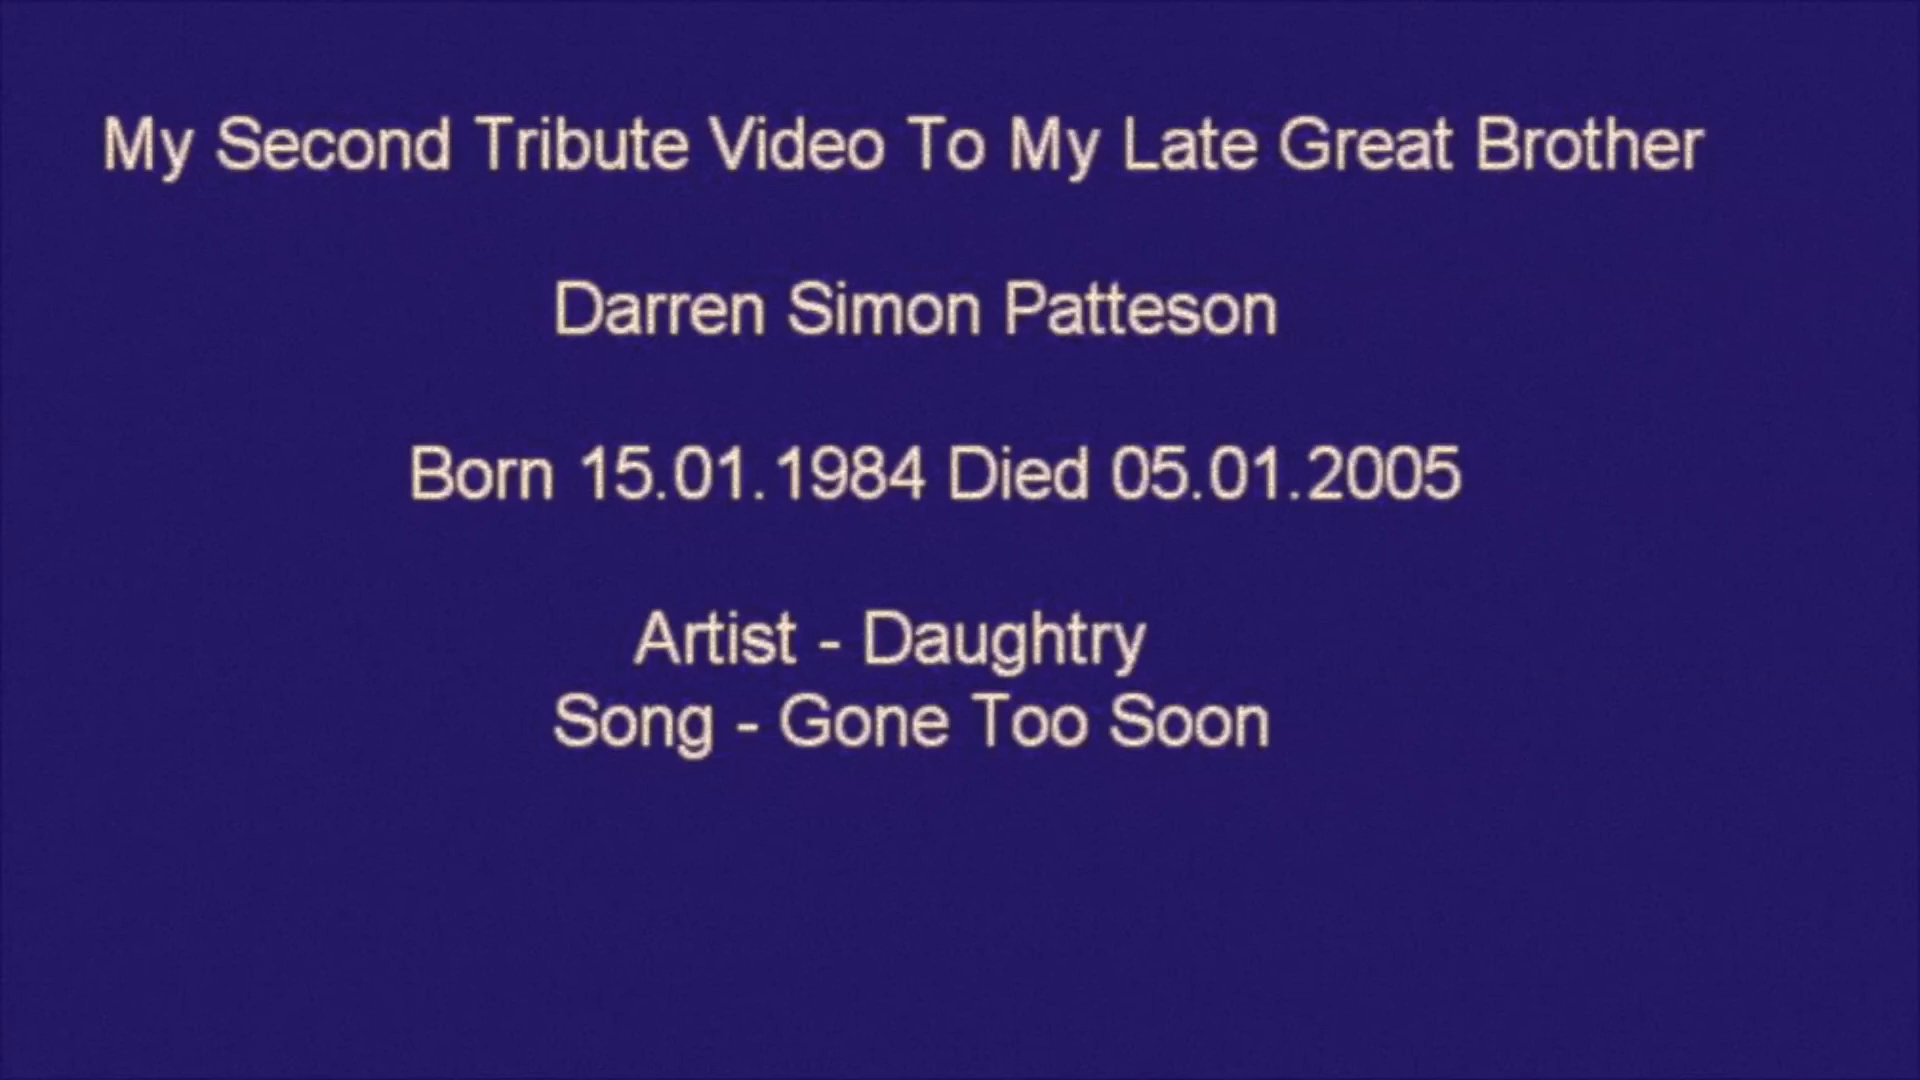 My Second Tribute Video To My Late Great Brother
Darren Simon Patteson
Born 15.01.1984 Died 05.01.2005
Artist - Daughtry
Song - Gone Too Soon